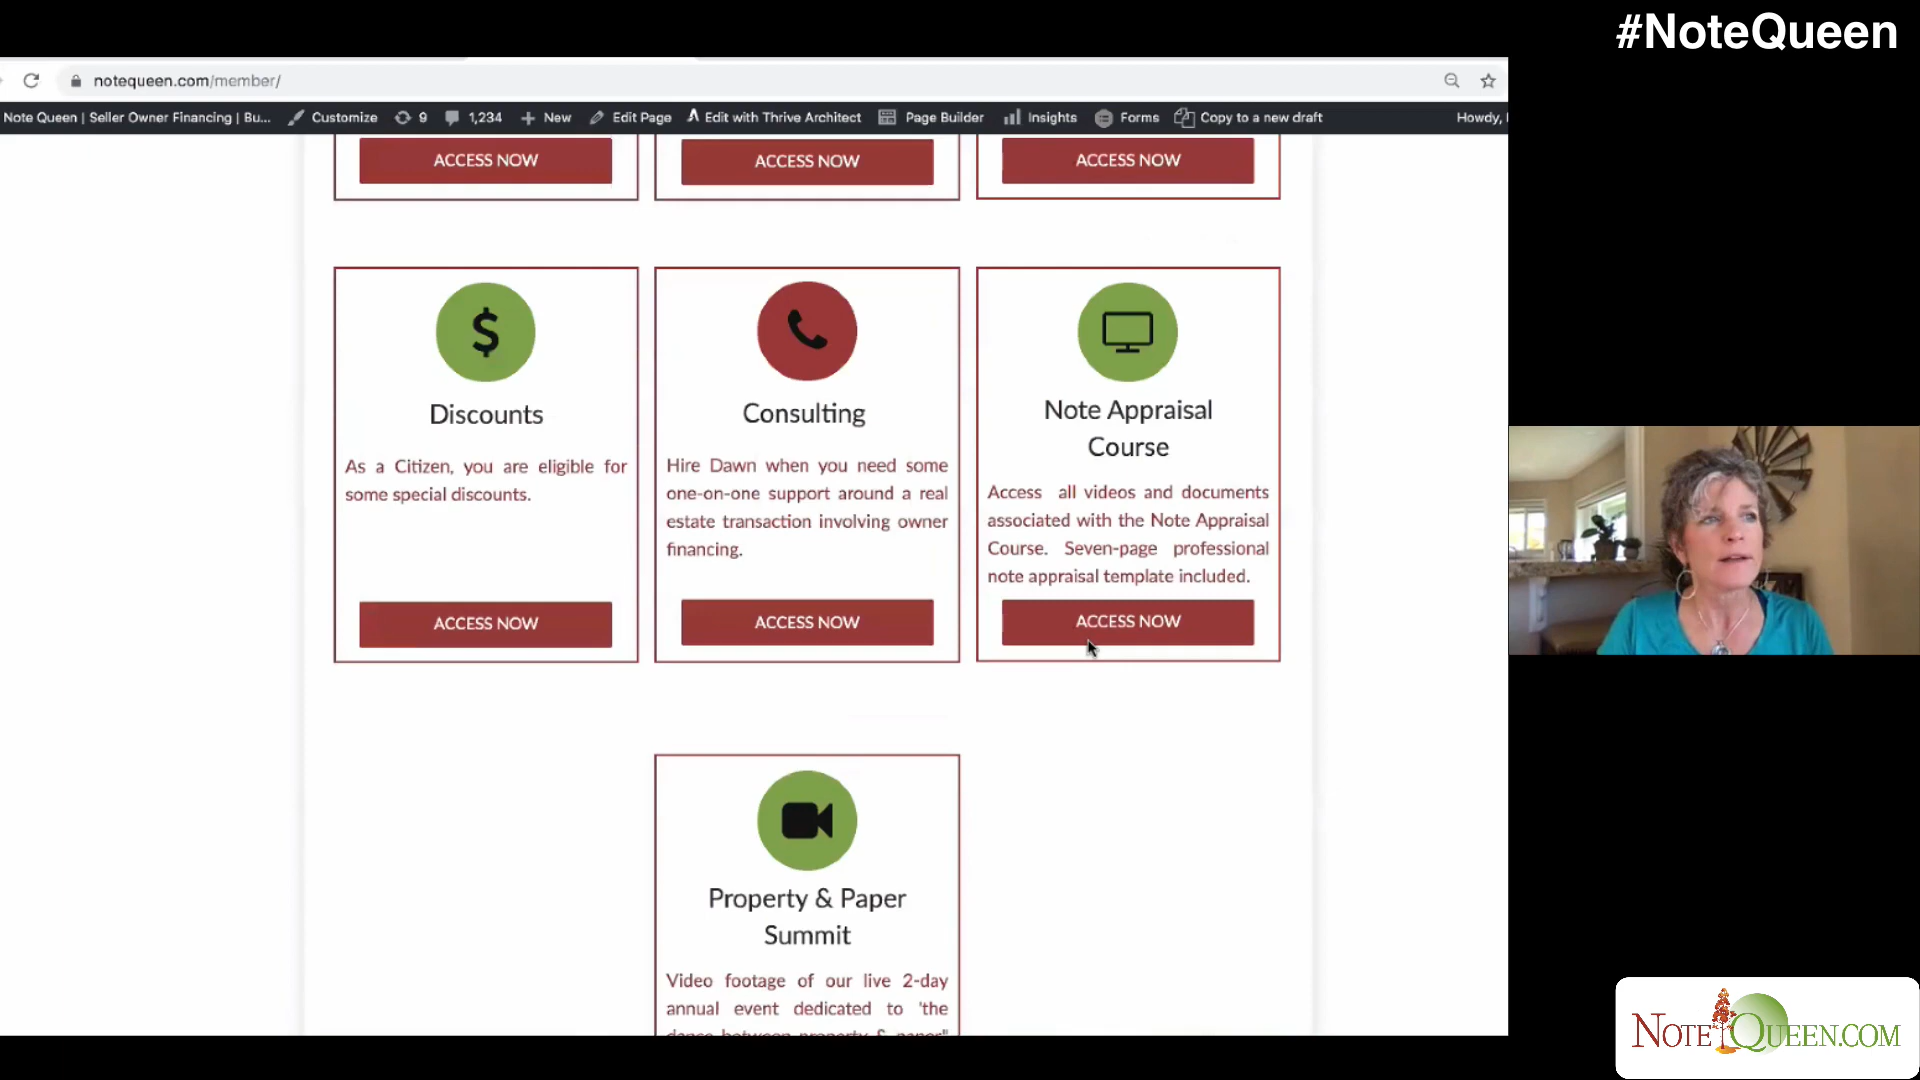 #NoteQueen
notequeen.com/member/
Note Queen | Seller Owner Financing | Bu... Customize 9 1,234 New Edit Page Edit with Thrive Architect Page Builder Insights Forms Copy to a new draft Howdy,
ACCESS NOW ACCESS NOW ACCESS NOW
Discounts
As a Citizen, you are eligible for
some special discounts.
ACCESS NOW
Consulting
Hire Dawn when you need some
one-on-one support around a real
estate transaction involving owner
financing.
ACCESS NOW
Note Appraisal
Course
Access all videos and documents
associated with the Note Appraisal
Course. Seven-page professional
note appraisal template included.
ACCESS NOW
Property & Paper
Summit
Video footage of our live 2-day
annual event dedicated to 'the
dance between property & paper"
NOTEQUEEN.COM